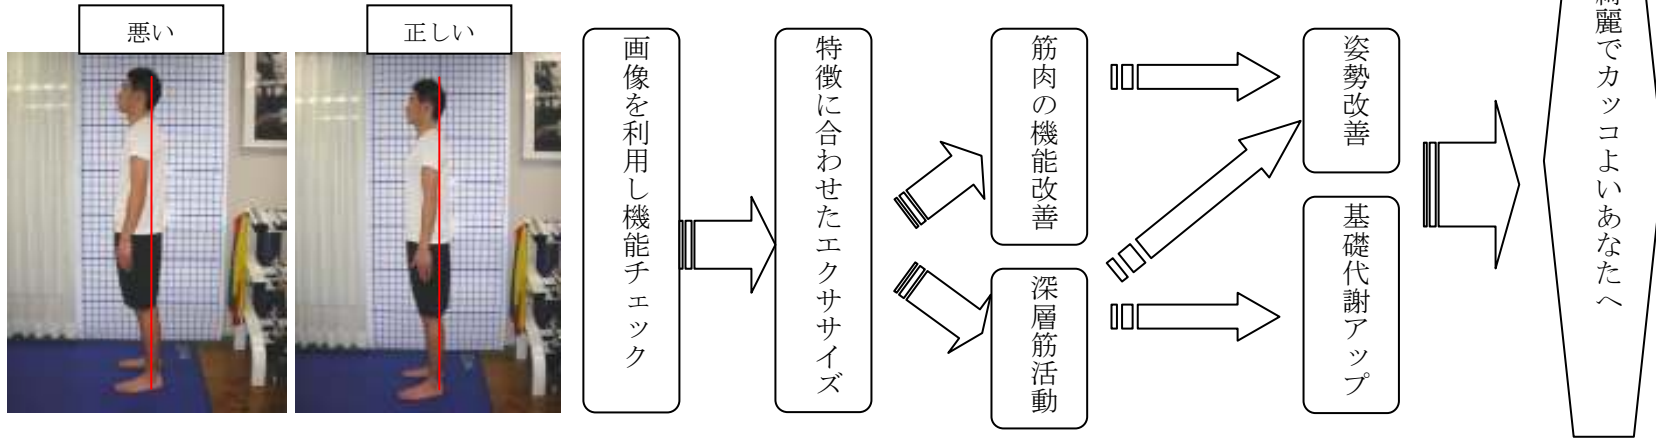 悪い
正しい
画像を利用し機能チェック
特徴に合わせたエクササイズ
筋肉の機能改善
深層筋活動
姿勢改善
基礎代謝アップ
麗でカッコよいあなたへ